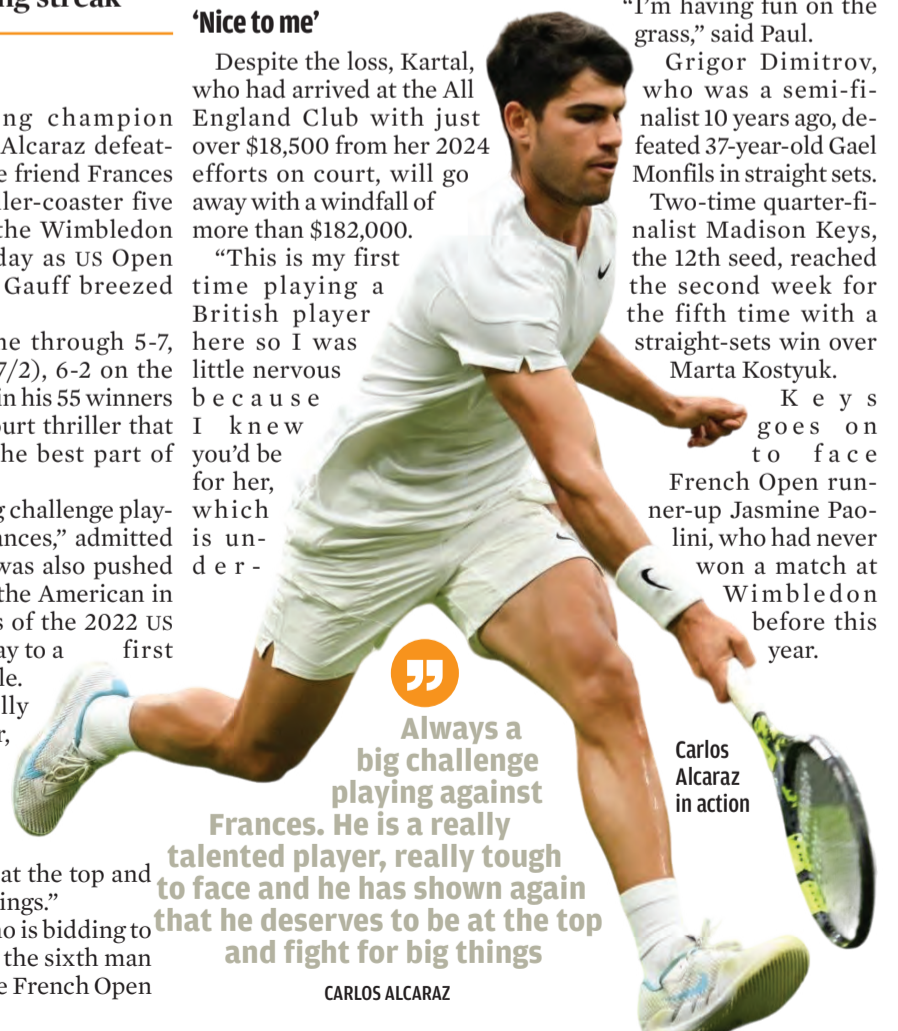 ng streak
ng champion
Alcaraz defeat-
e friend Frances
ler-coaster five
the Wimbledon
day as US Open
Gauff breezed
ne through 5-7,
7/2), 6-2 on the
in his 55 winners
ourt thriller that
he best part of
g challenge play-
ances,” admitted
was also pushed
the American in
s of the 2022 US
ay to a first
le.
lly
r,
at the top and
ings.”
ho is bidding to
the sixth man
e French Open
‘Nice to me’
Despite the loss, Kartal,
who had arrived at the All
England Club with just
over $18,500 from her 2024
efforts on court, will go
away with a windfall of
more than $182,000.
“This is my first
time playing a
British player
here so I was
little nervous
because
I knew
you’d be
for her,
which
is un-
der-
Always a
big challenge
playing against
Frances. He is a really
talented player, really tough
to face and he has shown again
that he deserves to be at the top
and fight for big things
CARLOS ALCARAZ
“I’m having fun on the
grass,” said Paul.
Grigor Dimitrov,
who was a semi-fi-
nalist 10 years ago, de-
feated 37-year-old Gael
Monfils in straight sets.
Two-time quarter-fi-
nalist Madison Keys,
the 12th seed, reached
the second week for
the fifth time with a
straight-sets win over
Marta Kostyuk.
Keys
goes on
to face
French Open run-
ner-up Jasmine Pao-
lini, who had never
won a match at
Wimbledon
before this
year.
Carlos
Alcaraz
in action